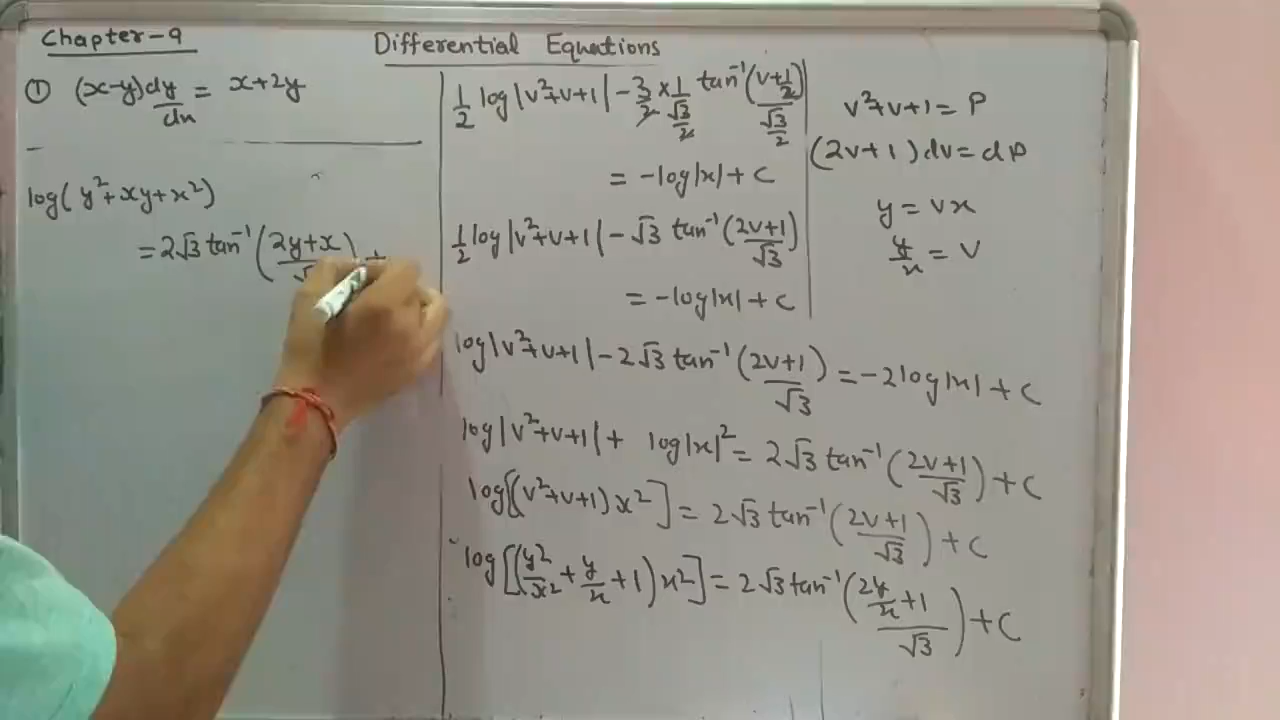 Chapter-9
Differential Equations
① (x-y)dy/dx = x+2y
log(y²+xy+x²)
= 2√3 tan⁻¹(2y+x)/√ +
1/2 log|v²+v+1| - 3/2 × 1/(√3/2) tan⁻¹((v+1/2)/(√3/2))
= -log|x| + C
1/2 log|v²+v+1| - √3 tan⁻¹((2v+1)/√3)
= -log|x| + C
log|v²+v+1| - 2√3 tan⁻¹((2v+1)/√3) = -2log|x| + C
log|v²+v+1| + log|x|² = 2√3 tan⁻¹((2v+1)/√3) + C
log[(v²+v+1)x²] = 2√3 tan⁻¹((2v+1)/√3) + C
log[(y²/x² + y/x + 1)x²] = 2√3 tan⁻¹((2y/x+1)/√3) + C
v²+v+1 = P
(2v+1)dv = dP
y = vx
y/x = v